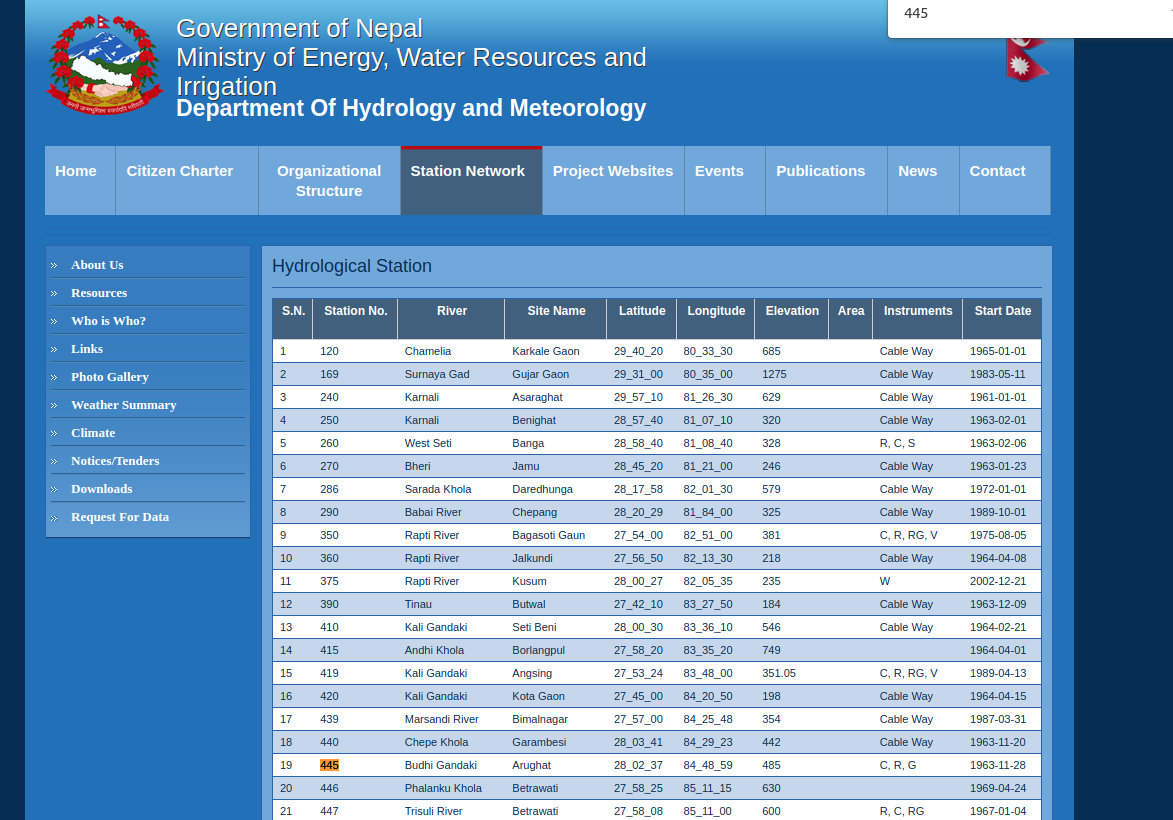 445
Government of Nepal
Ministry of Energy, Water Resources and
Irrigation
Department Of Hydrology and Meteorology
Home Citizen Charter Organizational Structure Station Network Project Websites Events Publications News Contact
About Us
Resources
Who is Who?
Links
Photo Gallery
Weather Summary
Climate
Notices/Tenders
Downloads
Request For Data
Hydrological Station
S.N. Station No. River Site Name Latitude Longitude Elevation Area Instruments Start Date
1 120 Chamelia Karkale Gaon 29_40_20 80_33_30 685 Cable Way 1965-01-01
2 169 Surnaya Gad Gujar Gaon 29_31_00 80_35_00 1275 Cable Way 1983-05-11
3 240 Karnali Asaraghat 29_57_10 81_26_30 629 Cable Way 1961-01-01
4 250 Karnali Benighat 28_57_40 81_07_10 320 Cable Way 1963-02-01
5 260 West Seti Banga 28_58_40 81_08_40 328 R, C, S 1963-02-06
6 270 Bheri Jamu 28_45_20 81_21_00 246 Cable Way 1963-01-23
7 286 Sarada Khola Daredhunga 28_17_58 82_01_30 579 Cable Way 1972-01-01
8 290 Babai River Chepang 28_20_29 81_84_00 325 Cable Way 1989-10-01
9 350 Rapti River Bagasoti Gaun 27_54_00 82_51_00 381 C, R, RG, V 1975-08-05
10 360 Rapti River Jalkundi 27_56_50 82_13_30 218 Cable Way 1964-04-08
11 375 Rapti River Kusum 28_00_27 82_05_35 235 W 2002-12-21
12 390 Tinau Butwal 27_42_10 83_27_50 184 Cable Way 1963-12-09
13 410 Kali Gandaki Seti Beni 28_00_30 83_36_10 546 Cable Way 1964-02-21
14 415 Andhi Khola Borlangpul 27_58_20 83_35_20 749 1964-04-01
15 419 Kali Gandaki Angsing 27_53_24 83_48_00 351.05 C, R, RG, V 1989-04-13
16 420 Kali Gandaki Kota Gaon 27_45_00 84_20_50 198 Cable Way 1964-04-15
17 439 Marsandi River Bimalnagar 27_57_00 84_25_48 354 Cable Way 1987-03-31
18 440 Chepe Khola Garambesi 28_03_41 84_29_23 442 Cable Way 1963-11-20
19 445 Budhi Gandaki Arughat 28_02_37 84_48_59 485 C, R, G 1963-11-28
20 446 Phalanku Khola Betrawati 27_58_25 85_11_15 630 1969-04-24
21 447 Trisuli River Betrawati 27_58_08 85_11_00 600 R, C, RG 1967-01-04